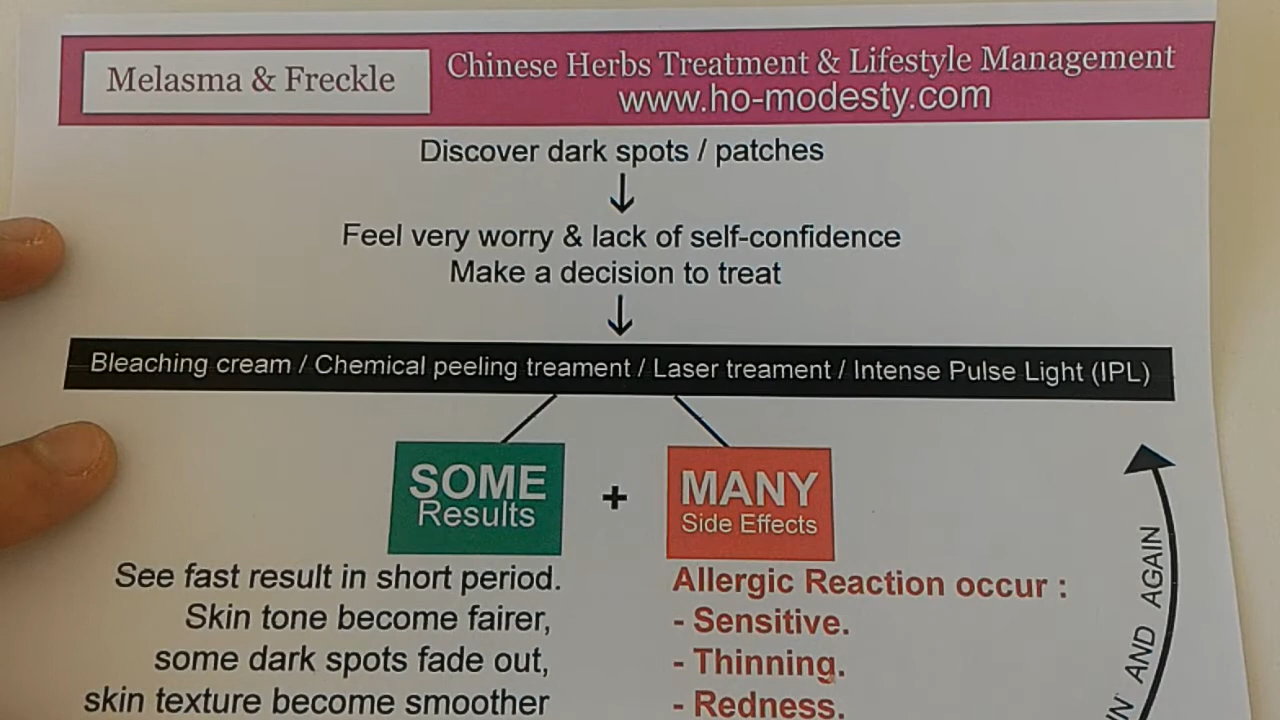 Melasma & Freckle
Chinese Herbs Treatment & Lifestyle Management
www.ho-modesty.com
Discover dark spots / patches
Feel very worry & lack of self-confidence
Make a decision to treat
Bleaching cream / Chemical peeling treament / Laser treament / Intense Pulse Light (IPL)
SOME
Results
+
MANY
Side Effects
See fast result in short period.
Skin tone become fairer,
some dark spots fade out,
skin texture become smoother
Allergic Reaction occur :
- Sensitive.
- Thinning.
- Redness.
AND AGAIN